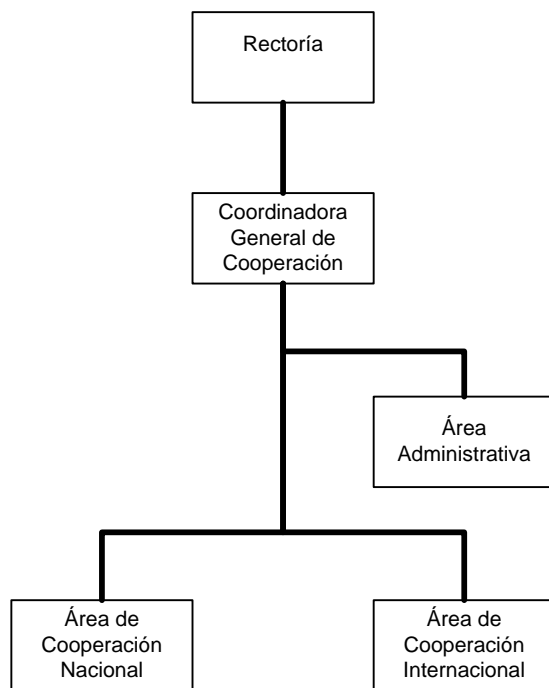 Rectoría
Coordinadora
General de
Cooperación
Área
Administrativa
Área de
Cooperación
Nacional
Área de
Cooperación
Internacional